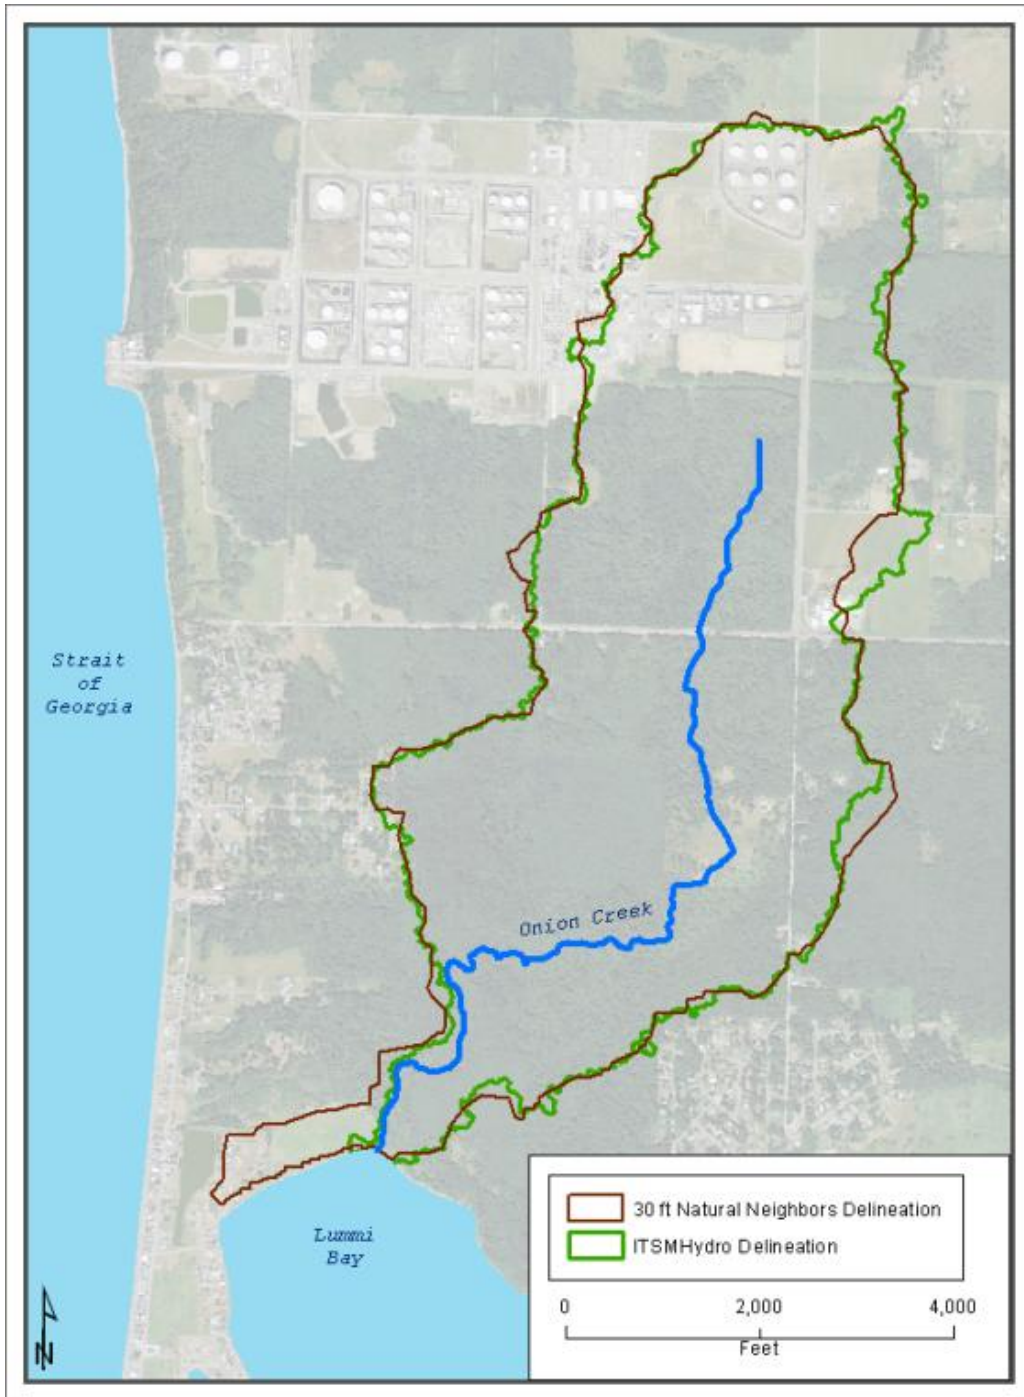 Strait
of
Georgia
Onion Creek
Lummi
Bay
30 ft Natural Neighbors Delineation
ITSMHydro Delineation
0 2,000 4,000
Feet
N